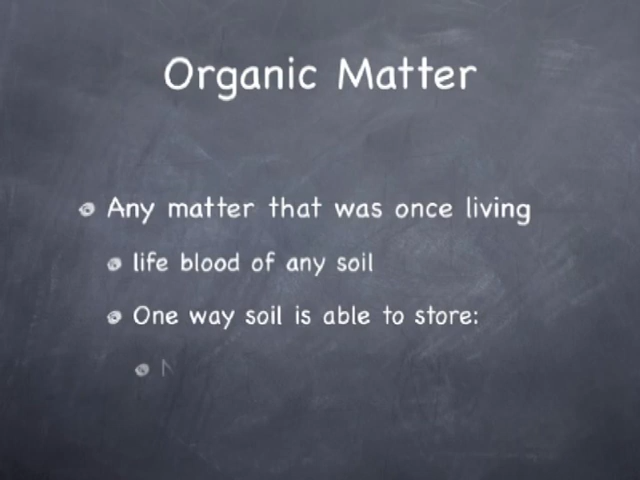 Organic Matter
Any matter that was once living
life blood of any soil
One way soil is able to store:
N